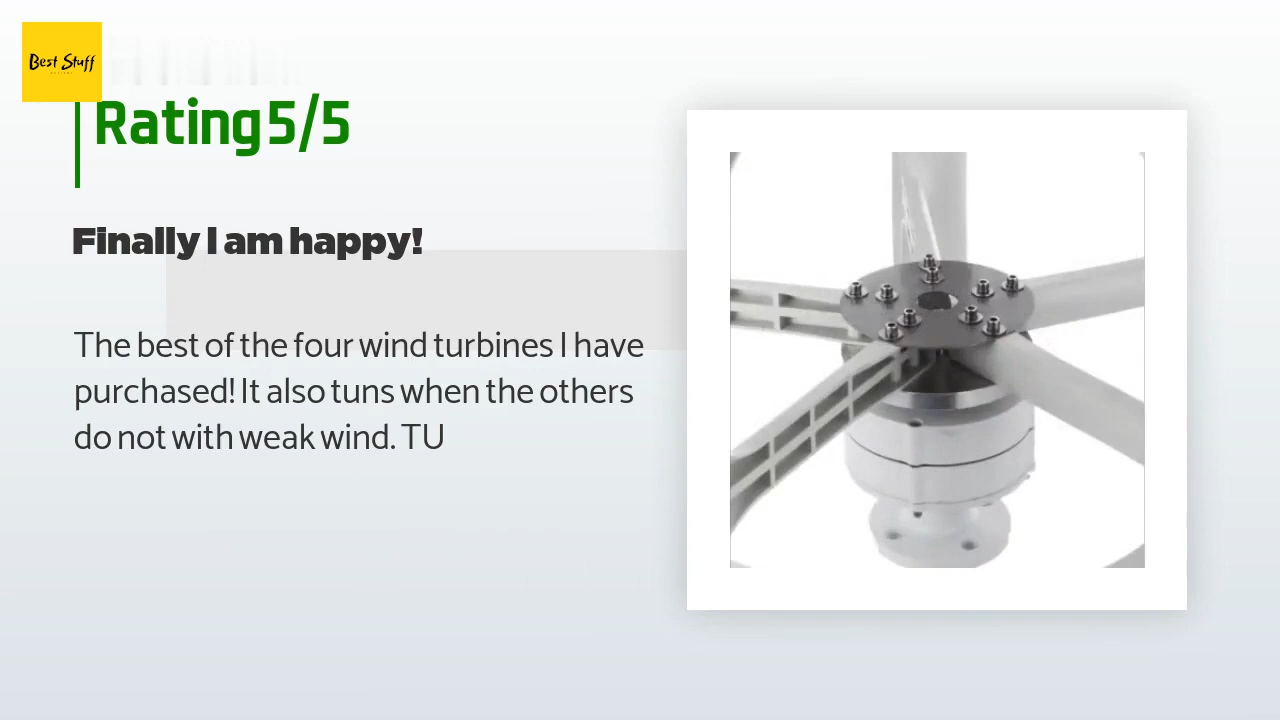 Best Stuff
Rating 5/5
Finally I am happy!
The best of the four wind turbines I have
purchased! It also tuns when the others
do not with weak wind. TU